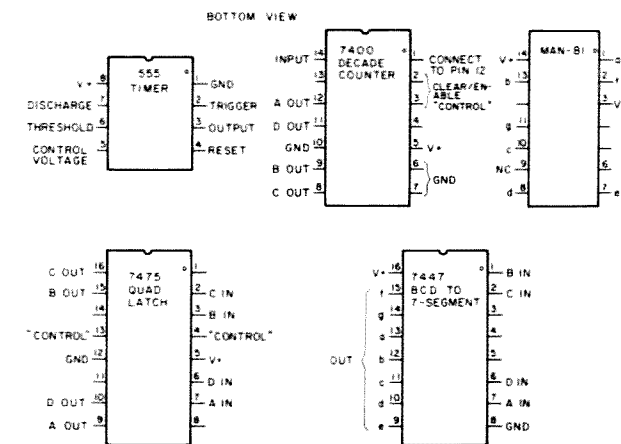 BOTTOM VIEW
555 TIMER
V+ 8
1 GND
DISCHARGE 7
2 TRIGGER
THRESHOLD 6
3 OUTPUT
CONTROL VOLTAGE 5
4 RESET
7400 DECADE COUNTER
INPUT 14
1 CONNECT TO PIN 12
13
2 CLEAR/EN-
ABLE
A OUT 12
3 "CONTROL"
D OUT 11
4
GND 10
5 V+
B OUT 9
6
GND
C OUT 8
7
MAN-81
V+ 14
1 a
b 13
2 f
3 V
g 11
c 10
NC 9
6
d 8
7 e
7475 QUAD LATCH
C OUT 16
1
B OUT 15
2 C IN
14
3 B IN
"CONTROL" 13
4 "CONTROL"
GND 12
5 V+
11
6 D IN
D OUT 10
7 A IN
A OUT 9
8
7447 BCD TO 7-SEGMENT
V+ 16
1 B IN
f 15
2 C IN
g 14
3
a 13
4
OUT
b 12
5
c 11
6 D IN
d 10
7 A IN
e 9
8 GND